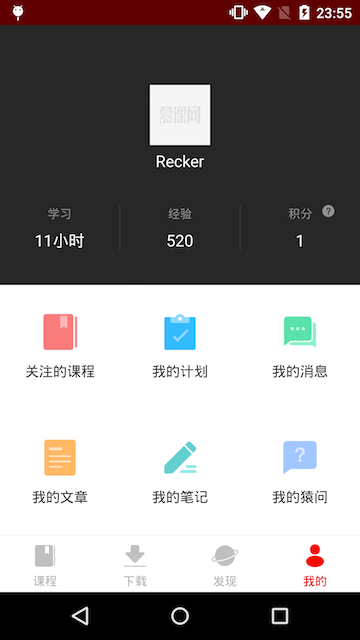 23:55
慕课网
Recker
学习 经验 积分 ?
11小时 520 1
关注的课程 我的计划 我的消息
我的文章 我的笔记 我的猿问
课程 下载 发现 我的